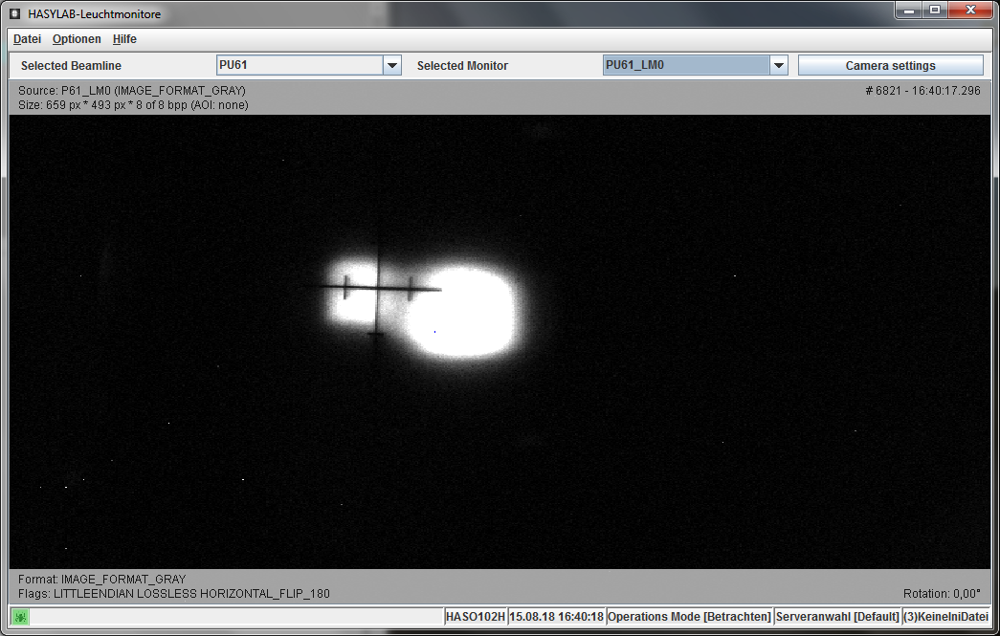 HASYLAB-Leuchtmonitore
Datei Optionen Hilfe
Selected Beamline PU61 Selected Monitor PU61_LM0 Camera settings
Source: P61_LM0 (IMAGE_FORMAT_GRAY) # 6821 - 16:40:17.296
Size: 659 px * 493 px * 8 of 8 bpp (AOI: none)
Format: IMAGE_FORMAT_GRAY
Flags: LITTLEENDIAN LOSSLESS HORIZONTAL_FLIP_180 Rotation: 0,00°
HASO102H 15.08.18 16:40:18 Operations Mode [Betrachten] Serveranwahl [Default] (3)KeineIniDatei